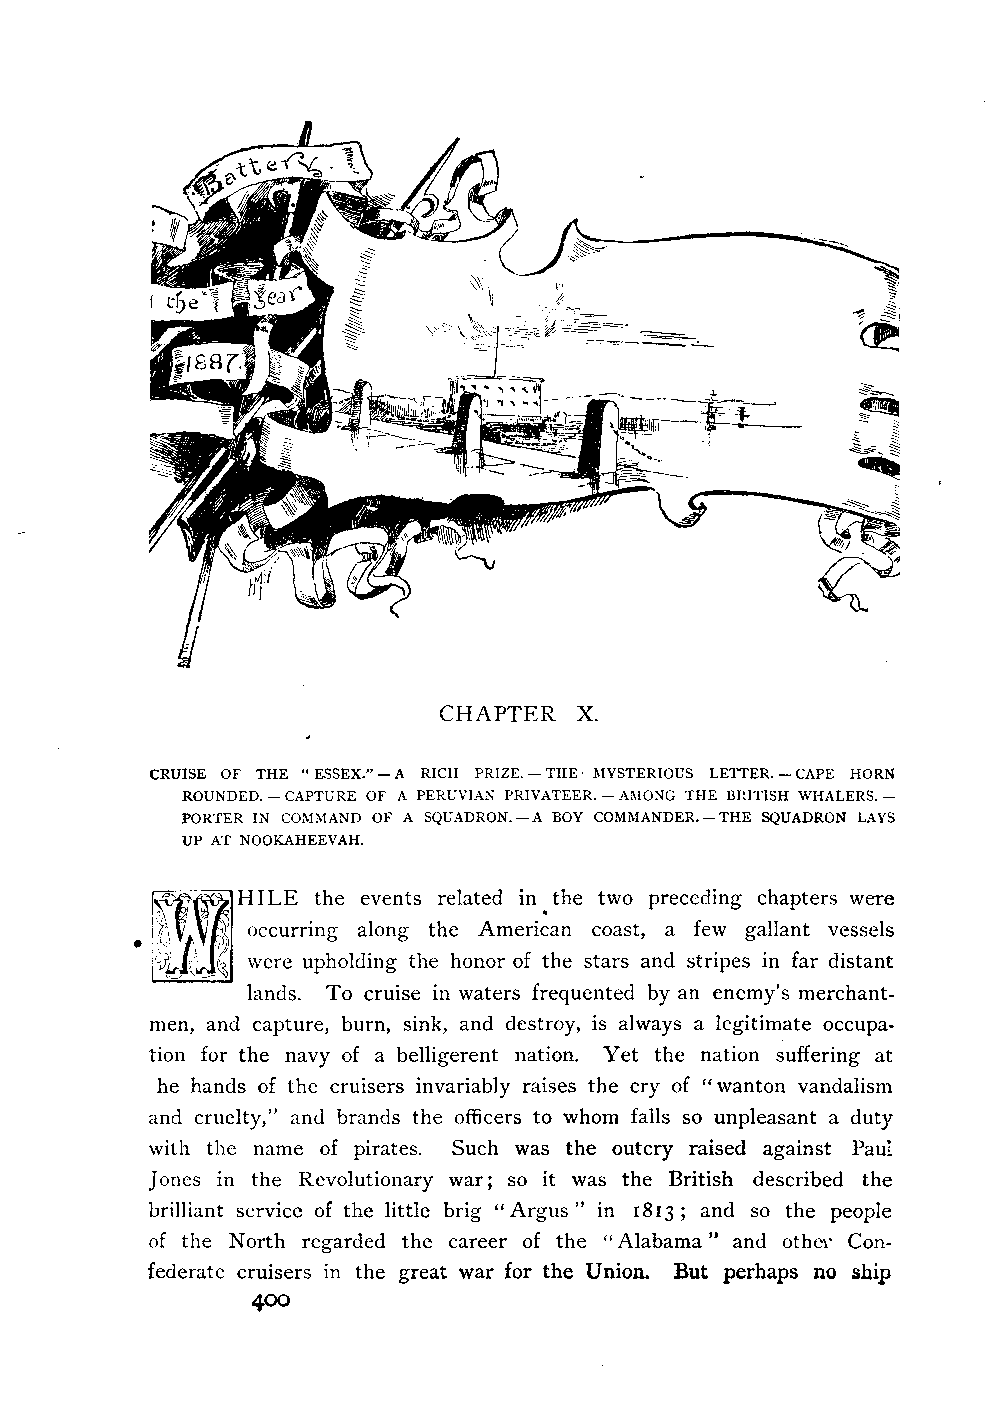 Battery.
the Year
1887.
CHAPTER X.
CRUISE OF THE "ESSEX."—A RICH PRIZE.—THE MYSTERIOUS LETTER.—CAPE HORN
ROUNDED.—CAPTURE OF A PERUVIAN PRIVATEER.—AMONG THE BRITISH WHALERS.—
PORTER IN COMMAND OF A SQUADRON.—A BOY COMMANDER.—THE SQUADRON LAYS
UP AT NOOKAHEEVAH.
WHILE the events related in the two preceding chapters were
occurring along the American coast, a few gallant vessels
were upholding the honor of the stars and stripes in far distant
lands. To cruise in waters frequented by an enemy's merchant-
men, and capture, burn, sink, and destroy, is always a legitimate occupa-
tion for the navy of a belligerent nation. Yet the nation suffering at
he hands of the cruisers invariably raises the cry of "wanton vandalism
and cruelty," and brands the officers to whom falls so unpleasant a duty
with the name of pirates. Such was the outcry raised against Paul
Jones in the Revolutionary war; so it was the British described the
brilliant service of the little brig "Argus" in 1813; and so the people
of the North regarded the career of the "Alabama" and other Con-
federate cruisers in the great war for the Union. But perhaps no ship
400